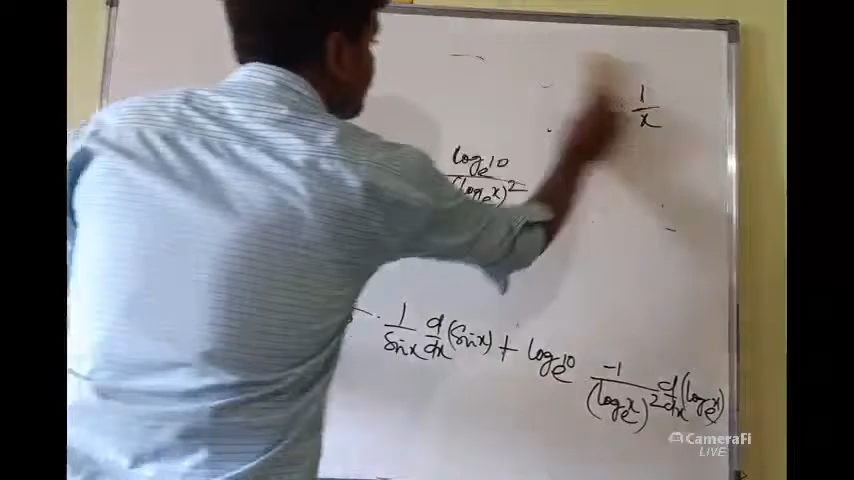 1/x
log_e 10 / (log_e x)^2
· 1/sinx d/dx (sinx) + log_e 10 -1/(log_e x)^2 d/dx (log_e x)
CameraFi
LIVE